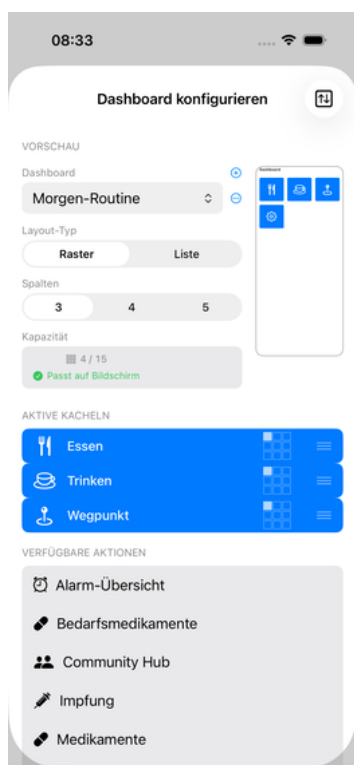 08:33
Dashboard konfigurieren
VORSCHAU
Dashboard
Morgen-Routine
Layout-Typ
Raster Liste
Spalten
3 4 5
Kapazität
4 / 15
Passt auf Bildschirm
Dashboard
AKTIVE KACHELN
Essen
Trinken
Wegpunkt
VERFÜGBARE AKTIONEN
Alarm-Übersicht
Bedarfsmedikamente
Community Hub
Impfung
Medikamente